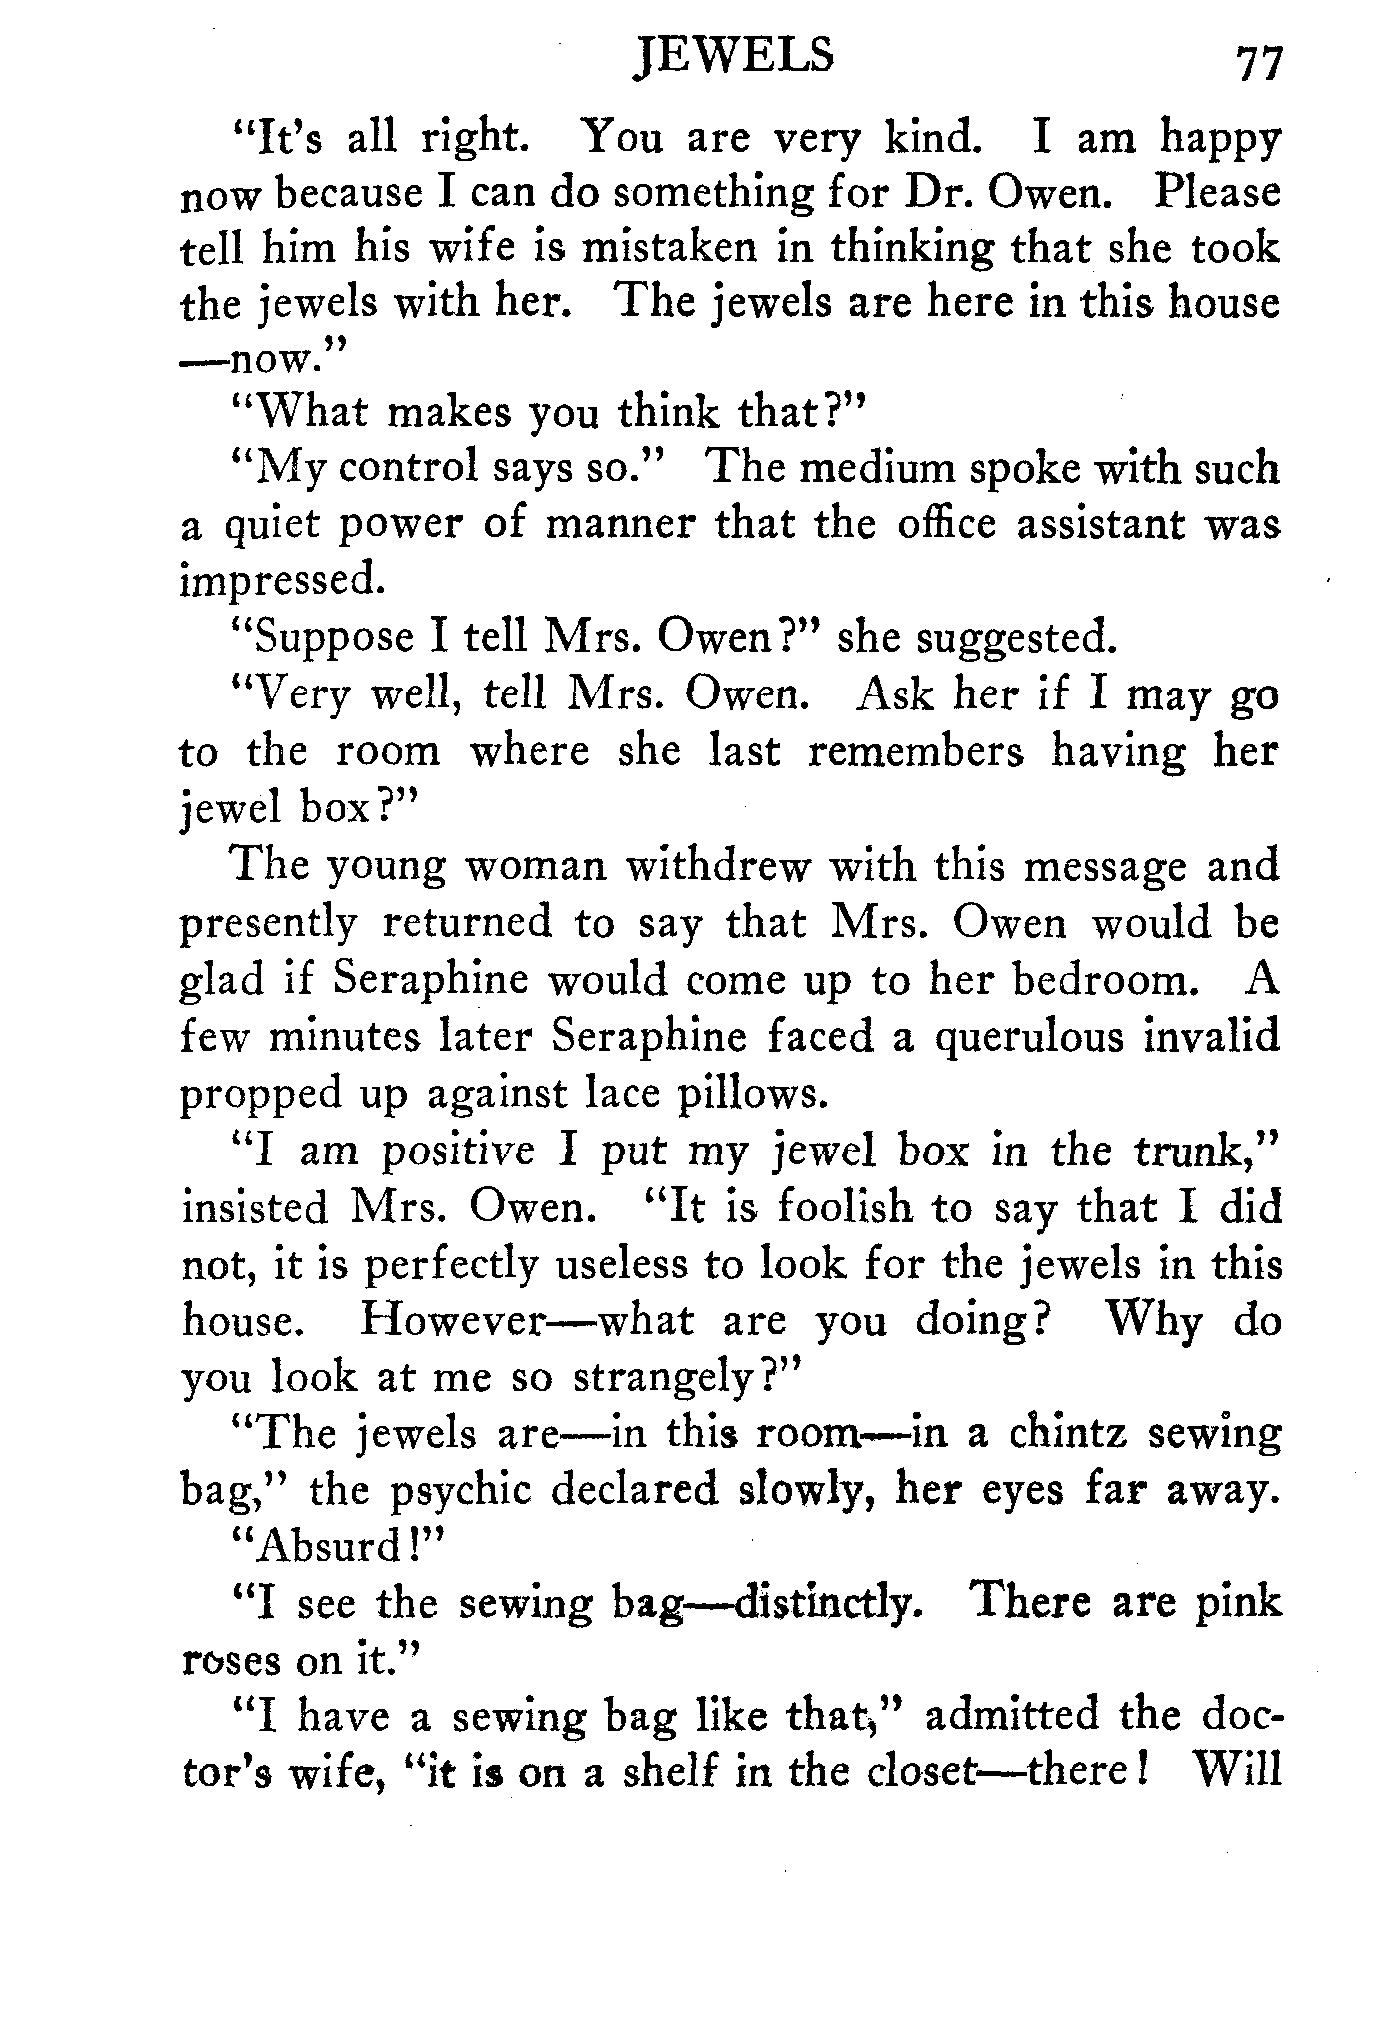 JEWELS 77
"It's all right. You are very kind. I am happy
now because I can do something for Dr. Owen. Please
tell him his wife is mistaken in thinking that she took
the jewels with her. The jewels are here in this house
—now."
"What makes you think that?"
"My control says so." The medium spoke with such
a quiet power of manner that the office assistant was
impressed.
"Suppose I tell Mrs. Owen?" she suggested.
"Very well, tell Mrs. Owen. Ask her if I may go
to the room where she last remembers having her
jewel box?"
The young woman withdrew with this message and
presently returned to say that Mrs. Owen would be
glad if Seraphine would come up to her bedroom. A
few minutes later Seraphine faced a querulous invalid
propped up against lace pillows.
"I am positive I put my jewel box in the trunk,"
insisted Mrs. Owen. "It is foolish to say that I did
not, it is perfectly useless to look for the jewels in this
house. However—what are you doing? Why do
you look at me so strangely?"
"The jewels are—in this room—in a chintz sewing
bag," the psychic declared slowly, her eyes far away.
"Absurd!"
"I see the sewing bag—distinctly. There are pink
roses on it."
"I have a sewing bag like that," admitted the doc-
tor's wife, "it is on a shelf in the closet—there! Will